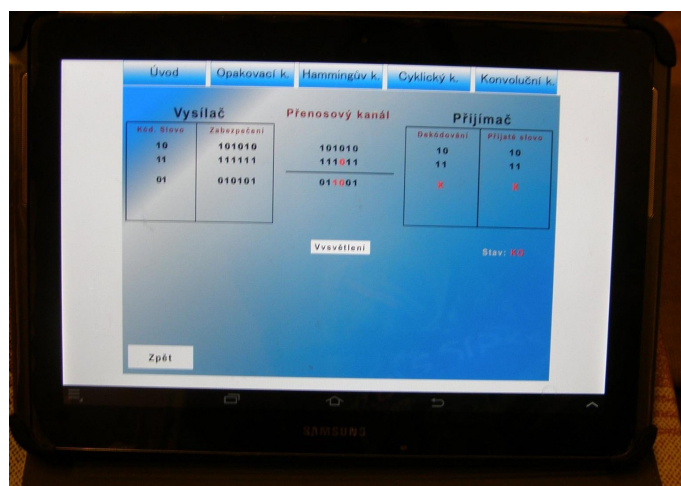 Úvod Opakovací k. Hammingův k. Cyklický k. Konvoluční k.
Vysílač Přenosový kanál Přijímač
Kód. Slovo Zabezpečení Dekódování Přijaté slovo
10 101010 101010 10 10
11 111111 111011 11 11
01 010101 011001 X X
Vysvětlení Stav: KO
Zpět
SAMSUNG